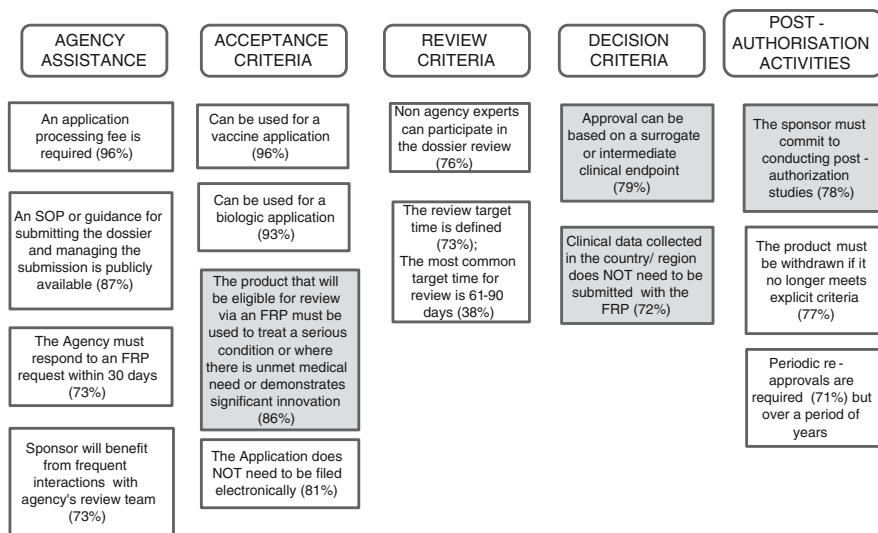 AGENCY
ASSISTANCE
An application
processing fee is
required (96%)
An SOP or guidance for
submitting the dossier
and managing the
submission is publicly
available (87%)
The Agency must
respond to an FRP
request within 30 days
(73%)
Sponsor will benefit
from frequent
interactions with
agency's review team
(73%)
ACCEPTANCE
CRITERIA
Can be used for a
vaccine application
(96%)
Can be used for a
biologic application
(93%)
The product that will
be eligible for review
via an FRP must be
used to treat a serious
condition or where
there is unmet medical
need or demonstrates
significant innovation
(86%)
The Application does
NOT need to be filed
electronically (81%)
REVIEW
CRITERIA
Non agency experts
can participate in
the dossier review
(76%)
The review target
time is defined
(73%);
The most common
target time for
review is 61-90
days (38%)
DECISION
CRITERIA
Approval can be
based on a surrogate
or intermediate
clinical endpoint
(79%)
Clinical data collected
in the country/ region
does NOT need to be
submitted with the
FRP (72%)
POST -
AUTHORISATION
ACTIVITIES
The sponsor must
commit to
conducting post -
authorization
studies (78%)
The product must
be withdrawn if it
no longer meets
explicit criteria
(77%)
Periodic re -
approvals are
required (71%) but
over a period of
years